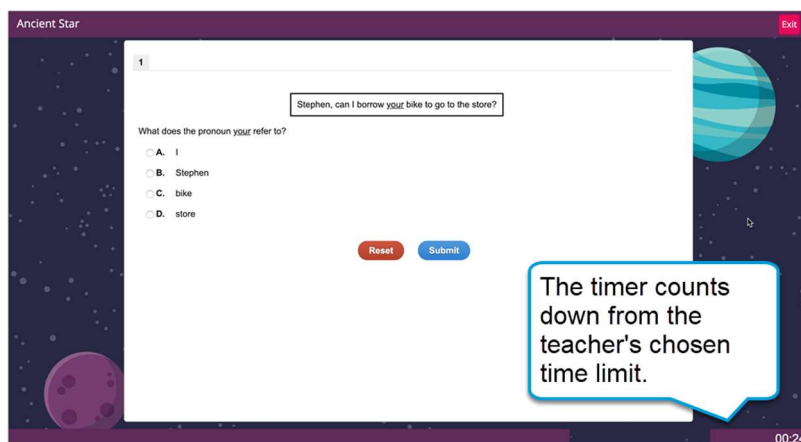 Ancient Star
Exit
1
Stephen, can I borrow your bike to go to the store?
What does the pronoun your refer to?
A. I
B. Stephen
C. bike
D. store
Reset Submit
The timer counts
down from the
teacher's chosen
time limit.